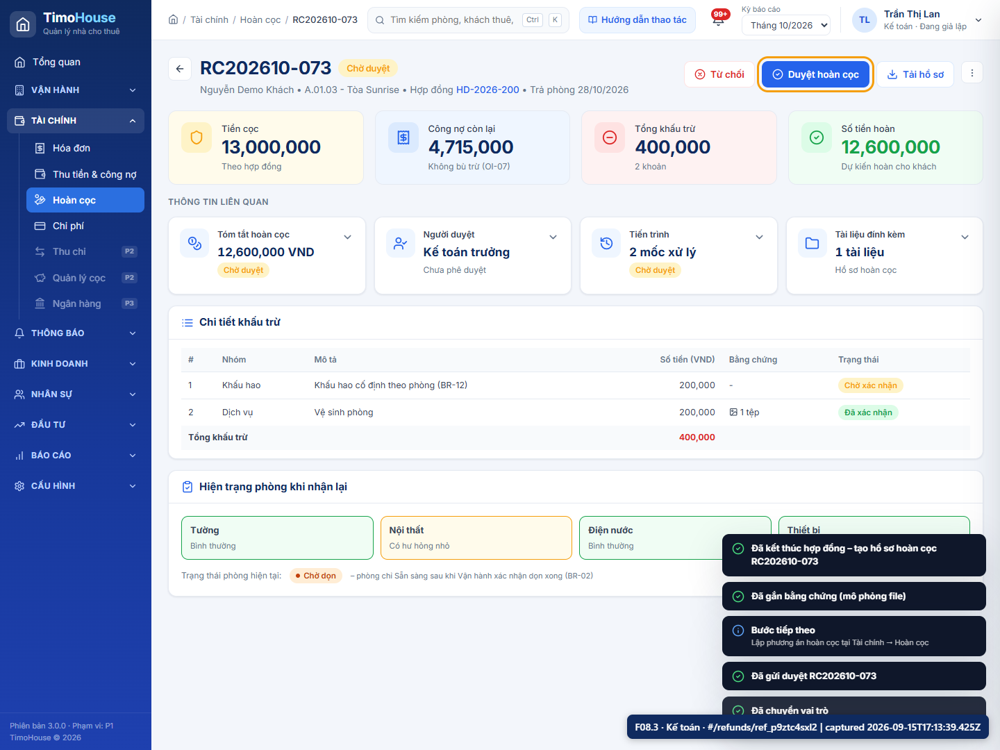 TimoHouse
Quản lý nhà cho thuê
Tổng quan
VẬN HÀNH
TÀI CHÍNH
Hóa đơn
Thu tiền & công nợ
Hoàn cọc
Chi phí
Thu chi P2
Quản lý cọc P2
Ngân hàng P3
THÔNG BÁO
KINH DOANH
NHÂN SỰ
ĐẦU TƯ
BÁO CÁO
CẤU HÌNH
Phiên bản 3.0.0 · Phạm vi: P1
TimoHouse © 2026
/ Tài chính / Hoàn cọc / RC202610-073
Tìm kiếm phòng, khách thuê, Ctrl K
Hướng dẫn thao tác
99+
Kỳ báo cáo
Tháng 10/2026
TL
Trần Thị Lan
Kế toán · Đang giả lập
RC202610-073 Chờ duyệt
Nguyễn Demo Khách • A.01.03 - Tòa Sunrise • Hợp đồng HD-2026-200 • Trả phòng 28/10/2026
Từ chối
Duyệt hoàn cọc
Tải hồ sơ
Tiền cọc
13,000,000
Theo hợp đồng
Công nợ còn lại
4,715,000
Không bù trừ (OI-07)
Tổng khấu trừ
400,000
2 khoản
Số tiền hoàn
12,600,000
Dự kiến hoàn cho khách
THÔNG TIN LIÊN QUAN
Tóm tắt hoàn cọc
12,600,000 VND
Chờ duyệt
Người duyệt
Kế toán trưởng
Chưa phê duyệt
Tiến trình
2 mốc xử lý
Chờ duyệt
Tài liệu đính kèm
1 tài liệu
Hồ sơ hoàn cọc
Chi tiết khấu trừ
# Nhóm Mô tả Số tiền (VND) Bằng chứng Trạng thái
1 Khấu hao Khấu hao cố định theo phòng (BR-12) 200,000 - Chờ xác nhận
2 Dịch vụ Vệ sinh phòng 200,000 1 tệp Đã xác nhận
Tổng khấu trừ 400,000
Hiện trạng phòng khi nhận lại
Tường
Bình thường
Nội thất
Có hư hỏng nhỏ
Điện nước
Bình thường
Thiết bị
Trạng thái phòng hiện tại: Chờ dọn – phòng chỉ Sẵn sàng sau khi Vận hành xác nhận dọn xong (BR-02)
Đã kết thúc hợp đồng – tạo hồ sơ hoàn cọc
RC202610-073
Đã gắn bằng chứng (mô phỏng file)
Bước tiếp theo
Lập phương án hoàn cọc tại Tài chính → Hoàn cọc
Đã gửi duyệt RC202610-073
Đã chuyển vai trò
F08.3 · Kế toán · #/refunds/ref_p9ztc4sxl2 | captured 2026-09-15T17:13:39.425Z